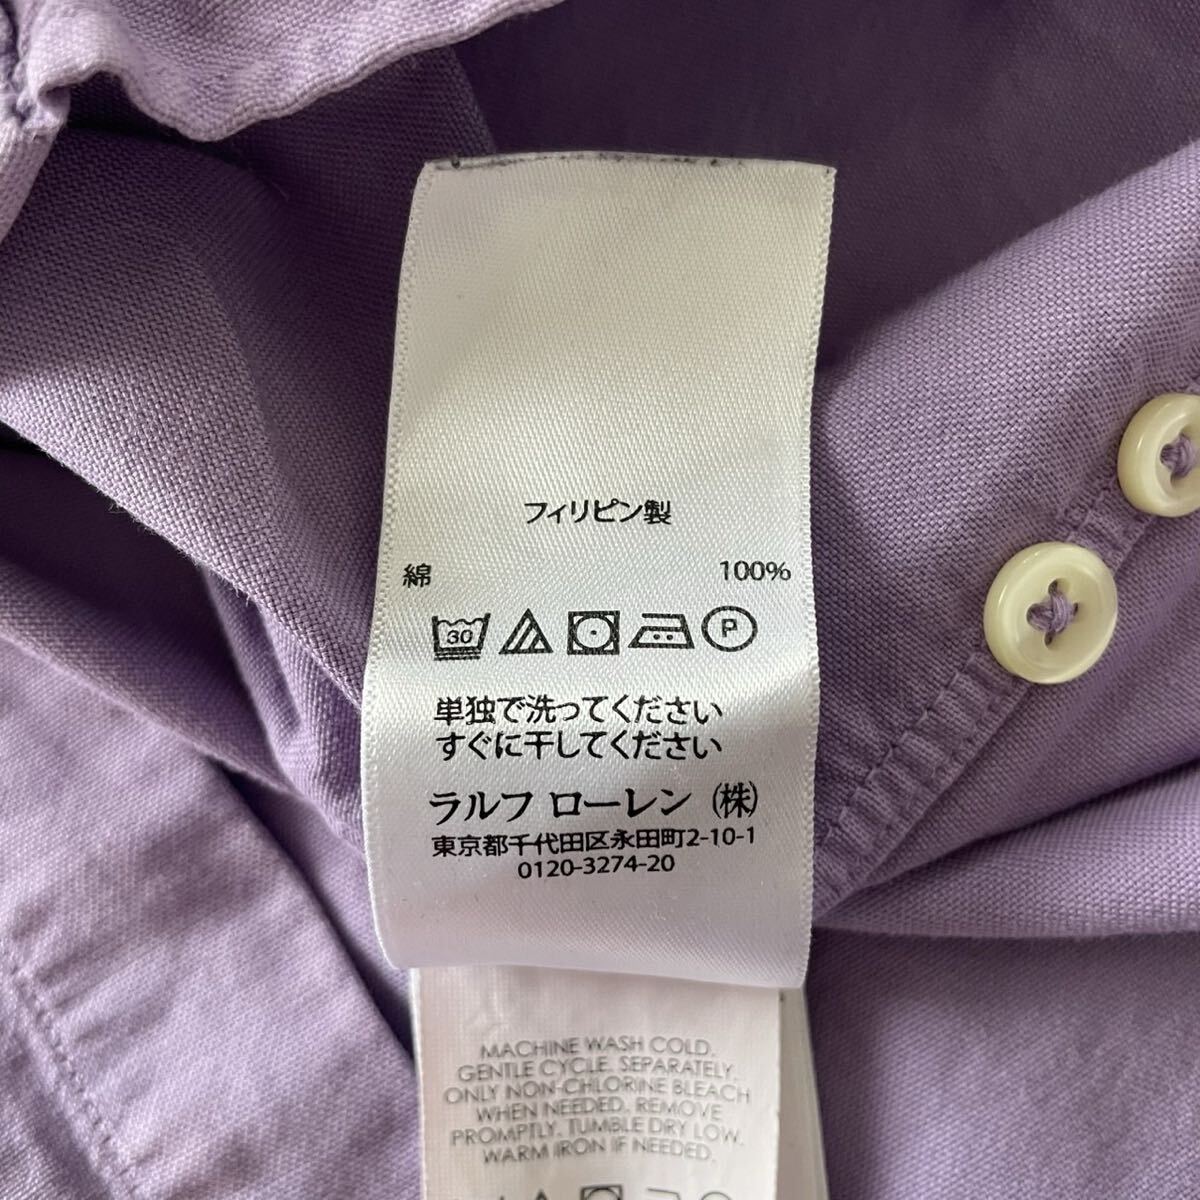 フィリピン製
綿 100%
30 P
単独で洗ってください
すぐに干してください
ラルフ ローレン (株)
東京都千代田区永田町2-10-1
0120-3274-20
MACHINE WASH COLD.
GENTLE CYCLE. SEPARATELY.
ONLY NON-CHLORINE BLEACH
WHEN NEEDED. REMOVE
PROMPTLY. TUMBLE DRY LOW.
WARM IRON IF NEEDED.